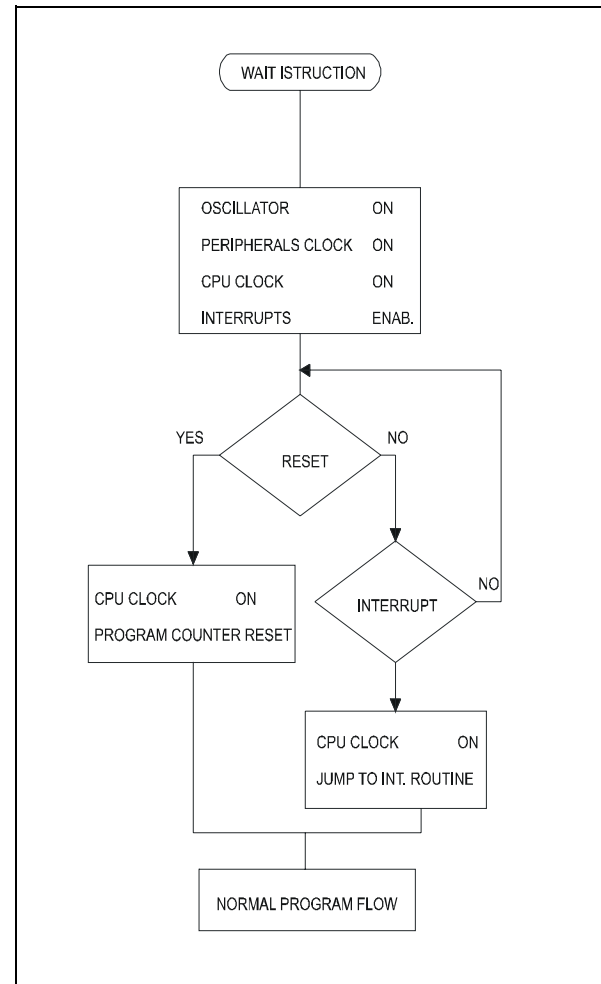 WAIT ISTRUCTION
OSCILLATOR ON
PERIPHERALS CLOCK ON
CPU CLOCK ON
INTERRUPTS ENAB.
YES
RESET
NO
CPU CLOCK ON
PROGRAM COUNTER RESET
INTERRUPT
NO
CPU CLOCK ON
JUMP TO INT. ROUTINE
NORMAL PROGRAM FLOW